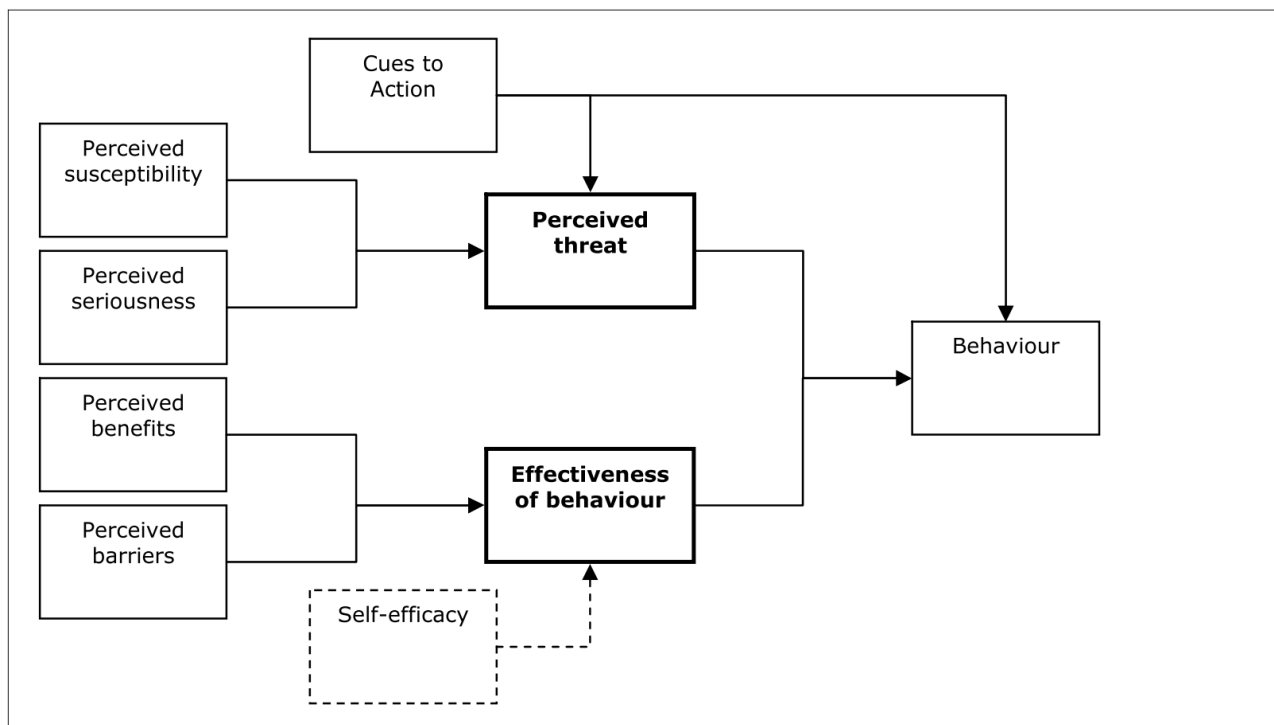 Cues to
Action
Perceived
susceptibility
Perceived
threat
Perceived
seriousness
Behaviour
Perceived
benefits
Effectiveness
of behaviour
Perceived
barriers
Self-efficacy